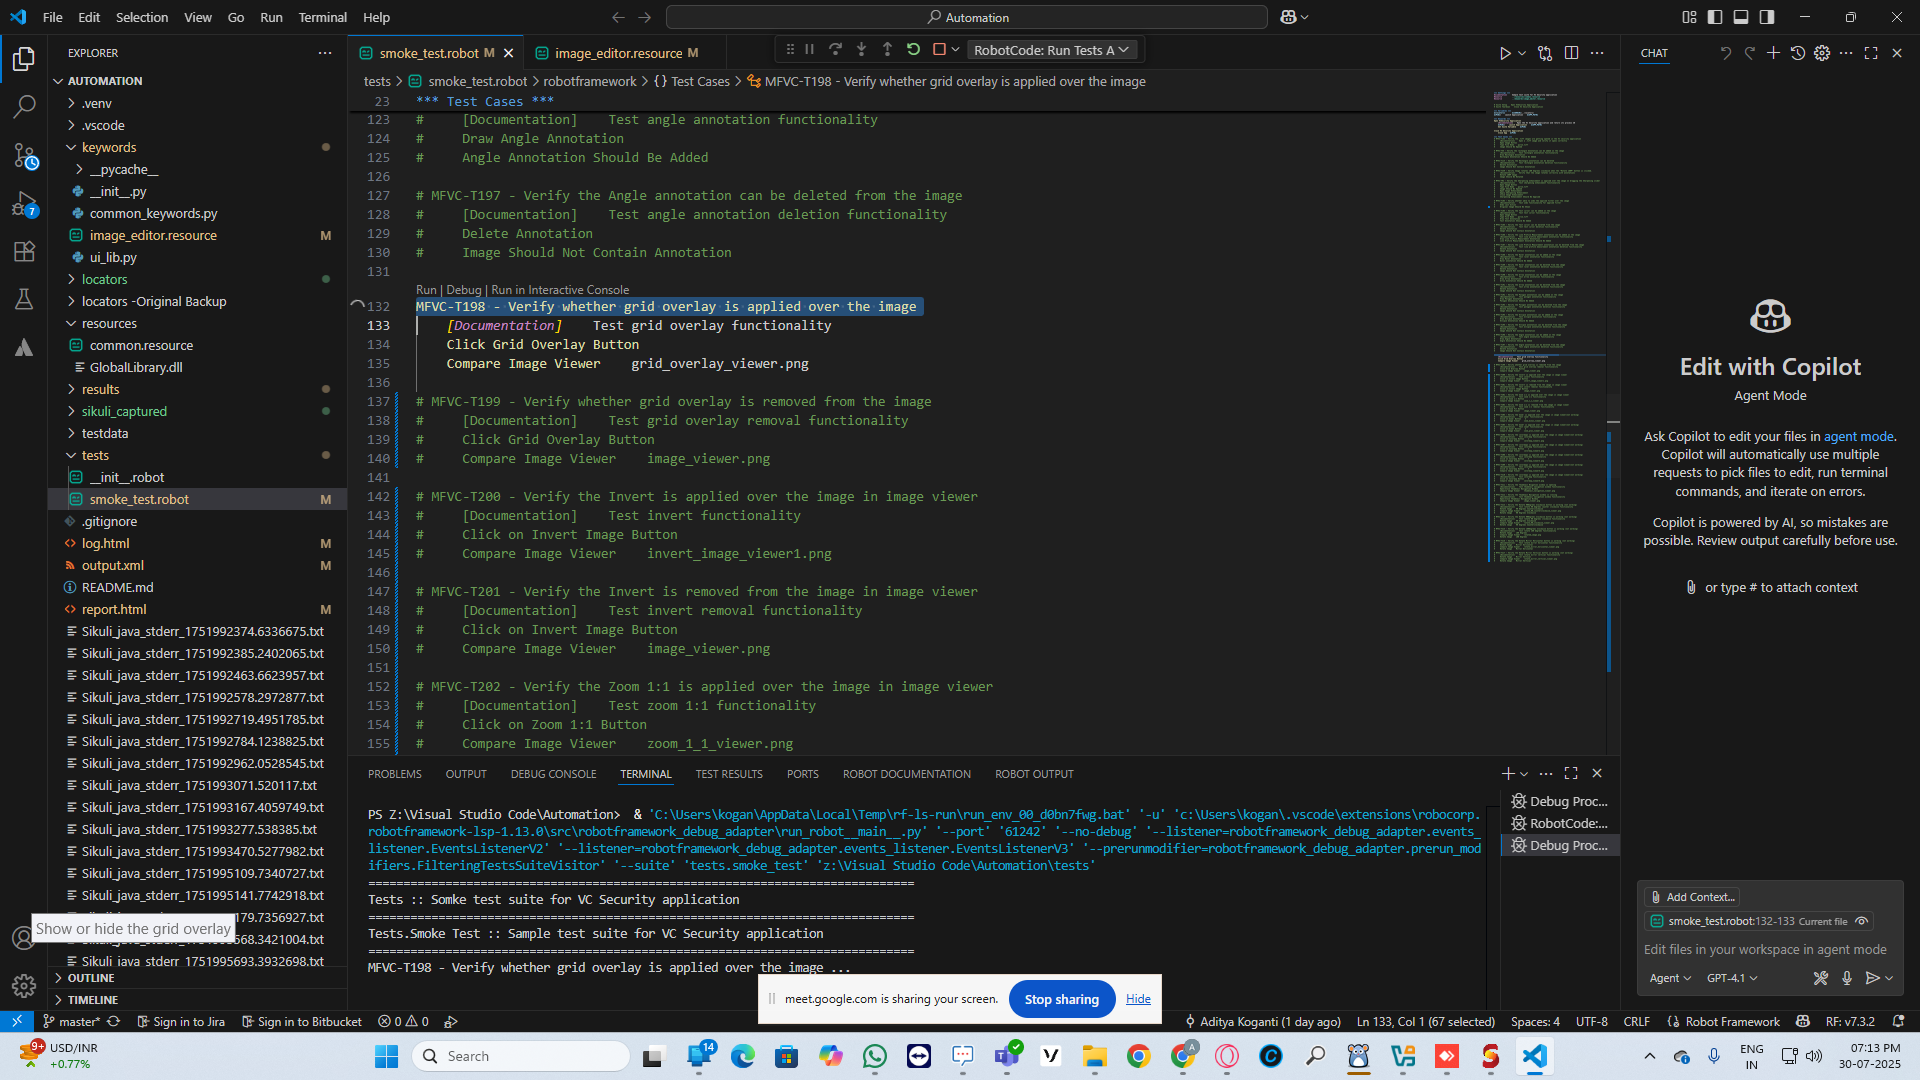 File Edit Selection View Go Run Terminal Help
Automation
EXPLORER
AUTOMATION
.venv
.vscode
keywords
__pycache__
__init__.py
common_keywords.py
image_editor.resource M
ui_lib.py
locators
locators -Original Backup
resources
common.resource
GlobalLibrary.dll
results
sikuli_captured
testdata
tests
__init__.robot
smoke_test.robot M
.gitignore
log.html M
output.xml M
README.md
report.html M
Sikuli_java_stderr_1751992374.6336675.txt
Sikuli_java_stderr_1751992385.2402065.txt
Sikuli_java_stderr_1751992463.6623957.txt
Sikuli_java_stderr_1751992578.2972877.txt
Sikuli_java_stderr_1751992719.4951785.txt
Sikuli_java_stderr_1751992784.1238825.txt
Sikuli_java_stderr_1751992962.0528545.txt
Sikuli_java_stderr_1751993071.520117.txt
Sikuli_java_stderr_1751993167.4059749.txt
Sikuli_java_stderr_1751993277.538385.txt
Sikuli_java_stderr_1751993470.5277982.txt
Sikuli_java_stderr_1751995109.7340727.txt
Sikuli_java_stderr_1751995141.7742918.txt
179.7356927.txt
568.3421004.txt
Sikuli_java_stderr_1751995693.3932698.txt
Show or hide the grid overlay
OUTLINE
TIMELINE
7
smoke_test.robot M
image_editor.resource M
RobotCode: Run Tests A
tests > smoke_test.robot > robotframework > {} Test Cases > MFVC-T198 - Verify whether grid overlay is applied over the image
23 *** Test Cases ***
123 # [Documentation] Test angle annotation functionality
124 # Draw Angle Annotation
125 # Angle Annotation Should Be Added
126
127 # MFVC-T197 - Verify the Angle annotation can be deleted from the image
128 # [Documentation] Test angle annotation deletion functionality
129 # Delete Annotation
130 # Image Should Not Contain Annotation
131
Run | Debug | Run in Interactive Console
132 MFVC-T198 - Verify whether grid overlay is applied over the image
133 [Documentation] Test grid overlay functionality
134 Click Grid Overlay Button
135 Compare Image Viewer grid_overlay_viewer.png
136
137 # MFVC-T199 - Verify whether grid overlay is removed from the image
138 # [Documentation] Test grid overlay removal functionality
139 # Click Grid Overlay Button
140 # Compare Image Viewer image_viewer.png
141
142 # MFVC-T200 - Verify the Invert is applied over the image in image viewer
143 # [Documentation] Test invert functionality
144 # Click on Invert Image Button
145 # Compare Image Viewer invert_image_viewer1.png
146
147 # MFVC-T201 - Verify the Invert is removed from the image in image viewer
148 # [Documentation] Test invert removal functionality
149 # Click on Invert Image Button
150 # Compare Image Viewer image_viewer.png
151
152 # MFVC-T202 - Verify the Zoom 1:1 is applied over the image in image viewer
153 # [Documentation] Test zoom 1:1 functionality
154 # Click on Zoom 1:1 Button
155 # Compare Image Viewer zoom_1_1_viewer.png
PROBLEMS OUTPUT DEBUG CONSOLE TERMINAL TEST RESULTS PORTS ROBOT DOCUMENTATION ROBOT OUTPUT
PS Z:\Visual Studio Code\Automation> & 'C:\Users\kogan\AppData\Local\Temp\rf-ls-run\run_env_00_d0bn7fwg.bat' '-u' 'c:\Users\kogan\.vscode\extensions\robocorp.
robotframework-lsp-1.13.0\src\robotframework_debug_adapter\run_robot__main__.py' '--port' '61242' '--no-debug' '--listener=robotframework_debug_adapter.events_
listener.EventsListenerV2' '--listener=robotframework_debug_adapter.events_listener.EventsListenerV3' '--prerunmodifier=robotframework_debug_adapter.prerun_mod
ifiers.FilteringTestsSuiteVisitor' '--suite' 'tests.smoke_test' 'z:\Visual Studio Code\Automation\tests'
=======================================================================
Tests :: Somke test suite for VC Security application
=======================================================================
Tests.Smoke Test :: Sample test suite for VC Security application
=======================================================================
MFVC-T198 - Verify whether grid overlay is applied over the image ...
Debug Proc...
RobotCode:...
Debug Proc...
meet.google.com is sharing your screen. Stop sharing Hide
CHAT
Edit with Copilot
Agent Mode
Ask Copilot to edit your files in agent mode.
Copilot will automatically use multiple
requests to pick files to edit, run terminal
commands, and iterate on errors.
Copilot is powered by AI, so mistakes are
possible. Review output carefully before use.
or type # to attach context
Add Context...
smoke_test.robot:132-133 Current file
Edit files in your workspace in agent mode
Agent GPT-4.1
master* Sign in to Jira Sign in to Bitbucket 0 0
Aditya Koganti (1 day ago) Ln 133, Col 1 (67 selected) Spaces: 4 UTF-8 CRLF {} Robot Framework RF: v7.3.2
9+ USD/INR
+0.77%
Search
14
A
ENG
IN
07:13 PM
30-07-2025